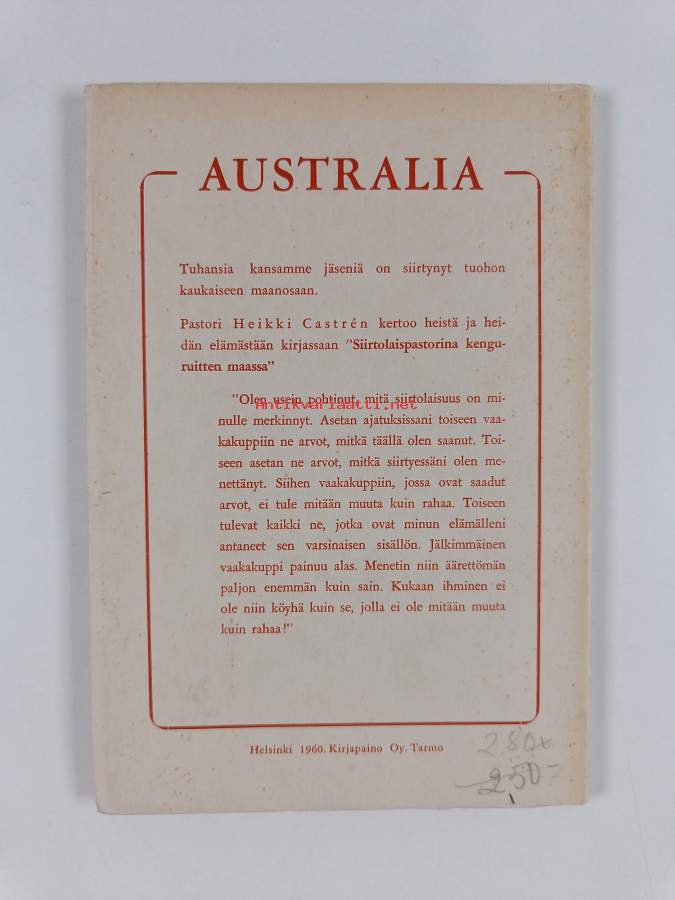 AUSTRALIA
Tuhansia kansamme jäseniä on siirtynyt tuohon
kaukaiseen maanosaan.
Pastori Heikki Castrén kertoo heistä ja hei-
dän elämästään kirjassaan "Siirtolaispastorina kengu-
ruitten maassa"
"Olen usein pohtinut, mitä siirtolaisuus on mi-
antikvariaatti.net
nulle merkinnyt. Asetan ajatuksissani toiseen vaa-
kakuppiin ne arvot, mitkä täällä olen saanut. Toi-
seen asetan ne arvot, mitkä siirtyessäni olen me-
nettänyt. Siihen vaakakuppiin, jossa ovat saadut
arvot, ei tule mitään muuta kuin rahaa. Toiseen
tulevat kaikki ne, jotka ovat minun elämälleni
antaneet sen varsinaisen sisällön. Jälkimmäinen
vaakakuppi painuu alas. Menetin niin äärettömän
paljon enemmän kuin sain. Kukaan ihminen ei
ole niin köyhä kuin se, jolla ei ole mitään muuta
kuin rahaa!"
Helsinki 1960. Kirjapaino Oy. Tarmo
2,50-